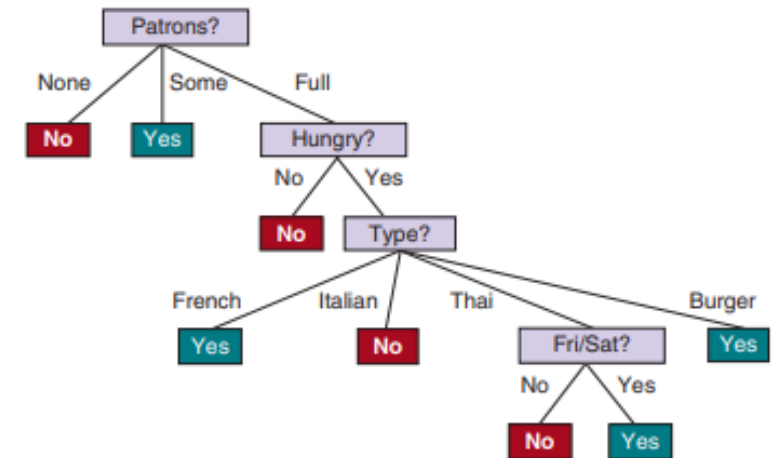 Patrons?
None Some Full
No Yes Hungry?
No Yes
No Type?
French Italian Thai Burger
Yes No Fri/Sat? Yes
No Yes
No Yes